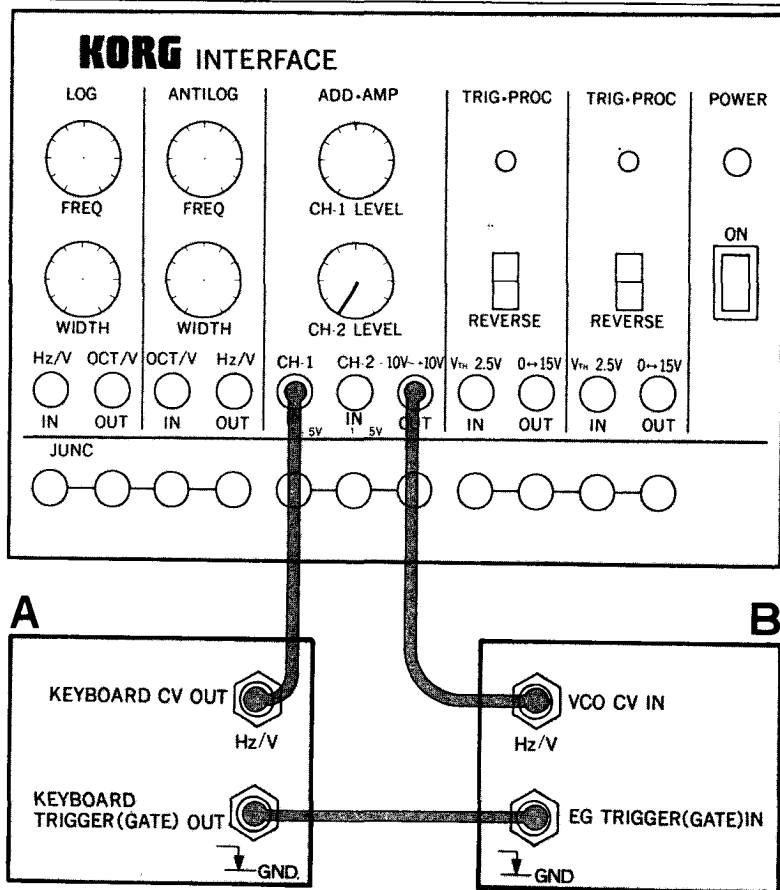 KORG INTERFACE
LOG ANTILOG ADD•AMP TRIG•PROC TRIG•PROC POWER
FREQ FREQ CH-1 LEVEL
ON
WIDTH WIDTH CH-2 LEVEL REVERSE REVERSE
Hz/V OCT/V OCT/V Hz/V CH-1 CH-2 -10V~+10V VTH 2.5V 0↔15V VTH 2.5V 0↔15V
IN OUT IN OUT IN IN OUT IN OUT IN OUT
5V 5V
JUNC
A B
KEYBOARD CV OUT VCO CV IN
Hz/V Hz/V
KEYBOARD
TRIGGER(GATE) OUT EG TRIGGER(GATE)IN
GND. GND